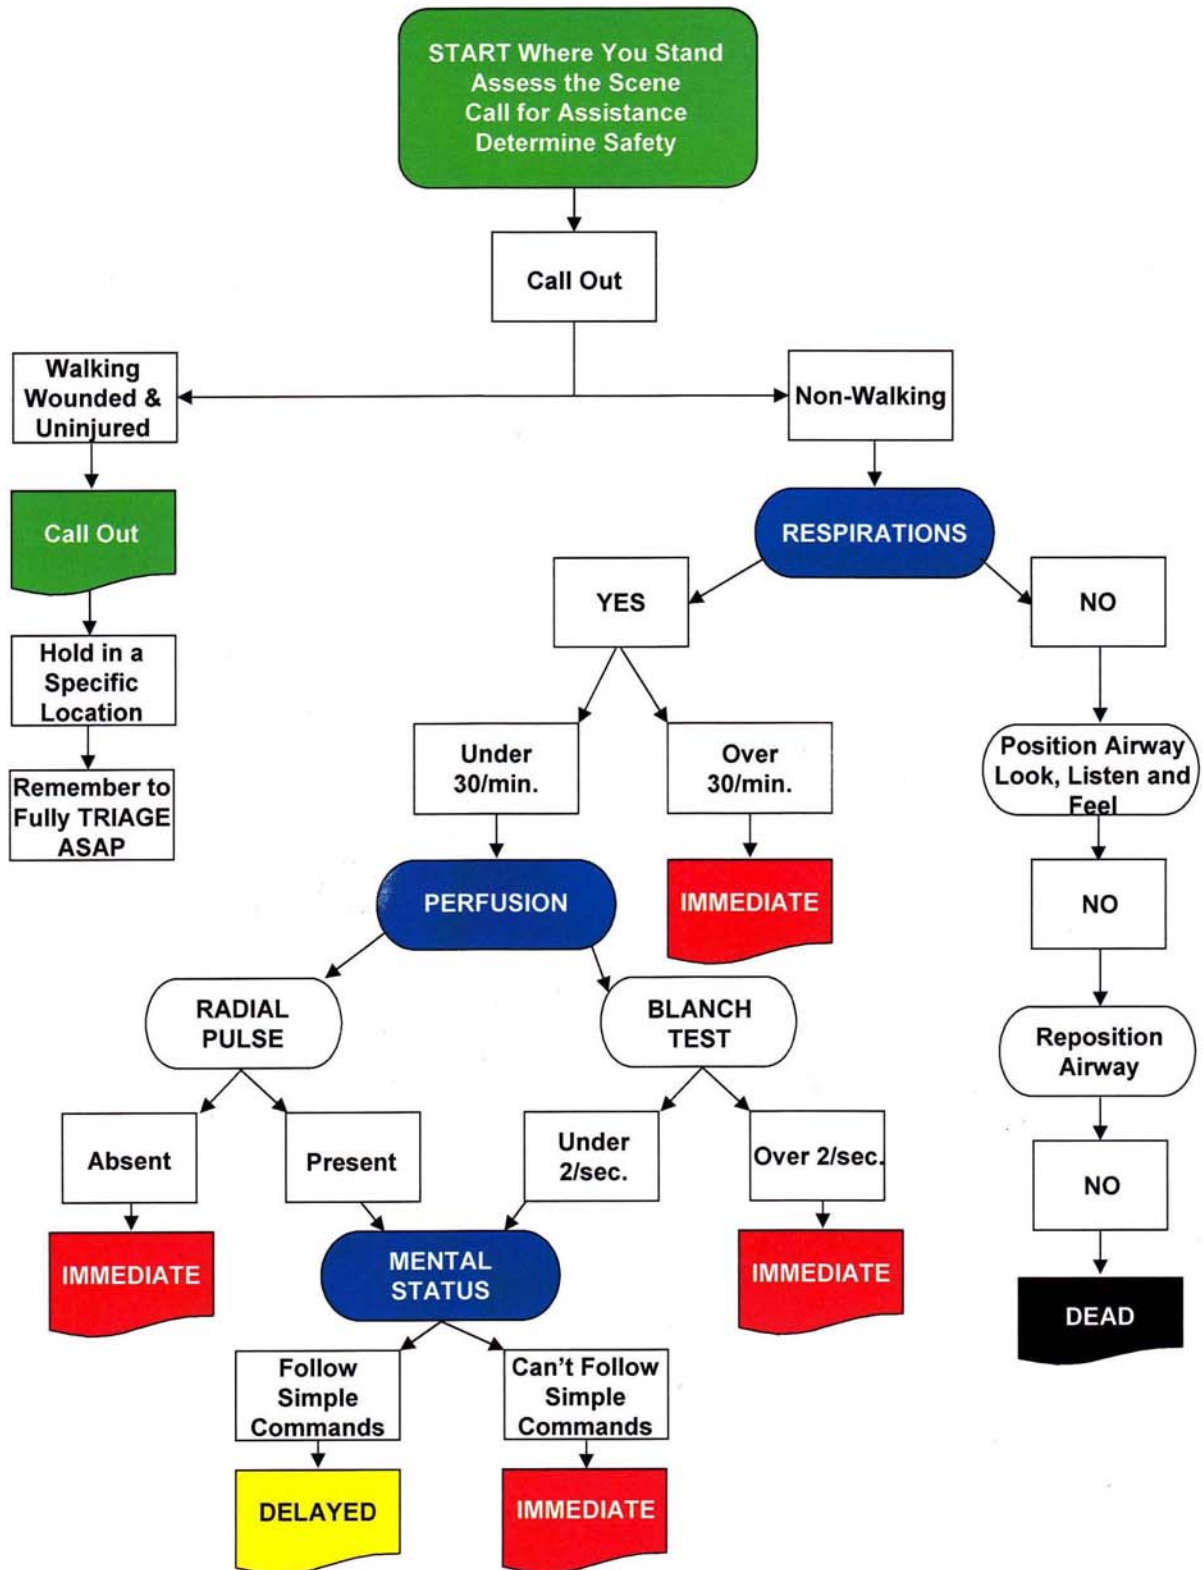 START Where You Stand
Assess the Scene
Call for Assistance
Determine Safety
Call Out
Walking
Wounded &
Uninjured
Non-Walking
Call Out
RESPIRATIONS
YES
NO
Hold in a
Specific
Location
Under
30/min.
Over
30/min.
Position Airway
Look, Listen and
Feel
Remember to
Fully TRIAGE
ASAP
PERFUSION
IMMEDIATE
NO
RADIAL
PULSE
BLANCH
TEST
Reposition
Airway
Absent
Present
Under
2/sec.
Over 2/sec.
NO
IMMEDIATE
MENTAL
STATUS
IMMEDIATE
DEAD
Follow
Simple
Commands
Can't Follow
Simple
Commands
DELAYED
IMMEDIATE